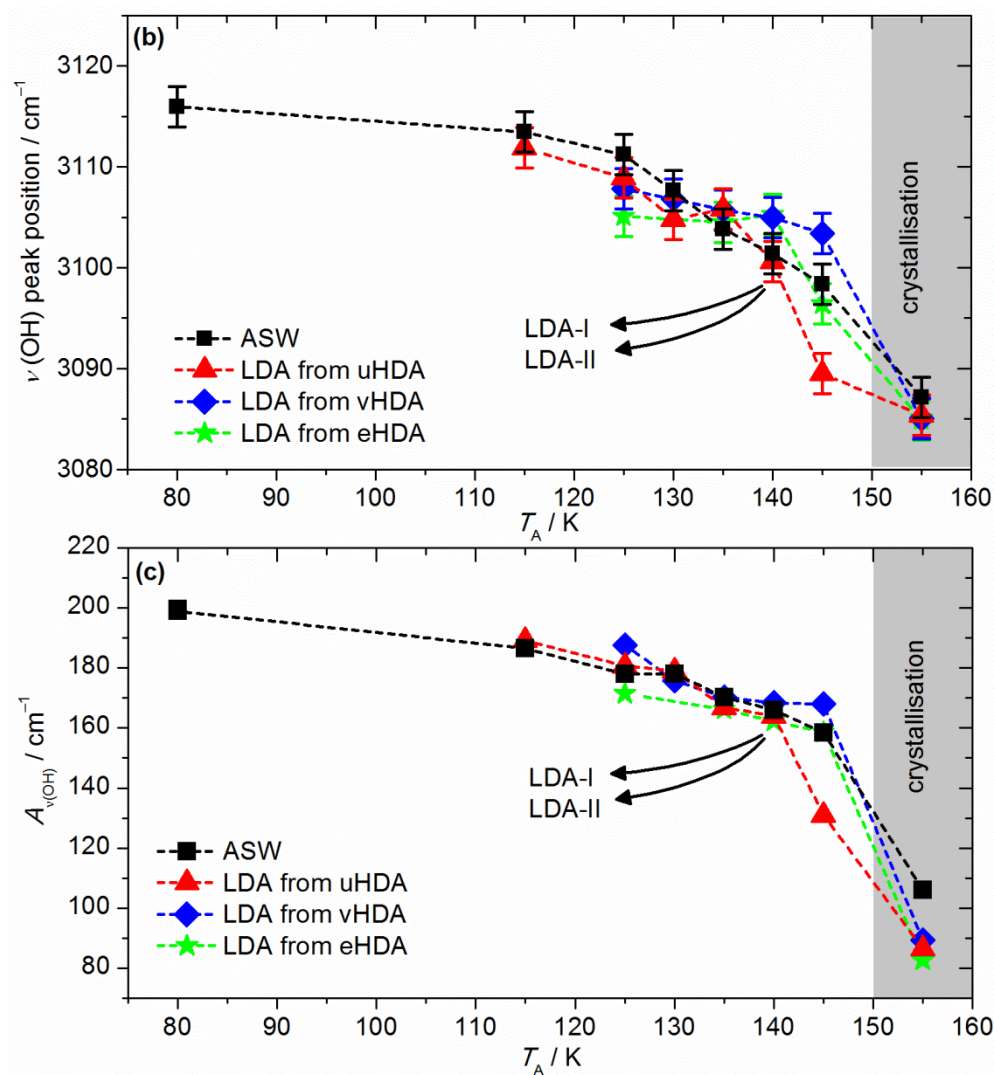 (b)
3120
3110
3100
3090
3080
ν (OH) peak position / cm⁻¹
LDA-I
LDA-II
ASW
LDA from uHDA
LDA from vHDA
LDA from eHDA
crystallisation
80 90 100 110 120 130 140 150 160
T_A / K
(c)
220
200
180
160
140
120
100
80
A_ν(OH) / cm⁻¹
LDA-I
LDA-II
ASW
LDA from uHDA
LDA from vHDA
LDA from eHDA
crystallisation
80 90 100 110 120 130 140 150 160
T_A / K